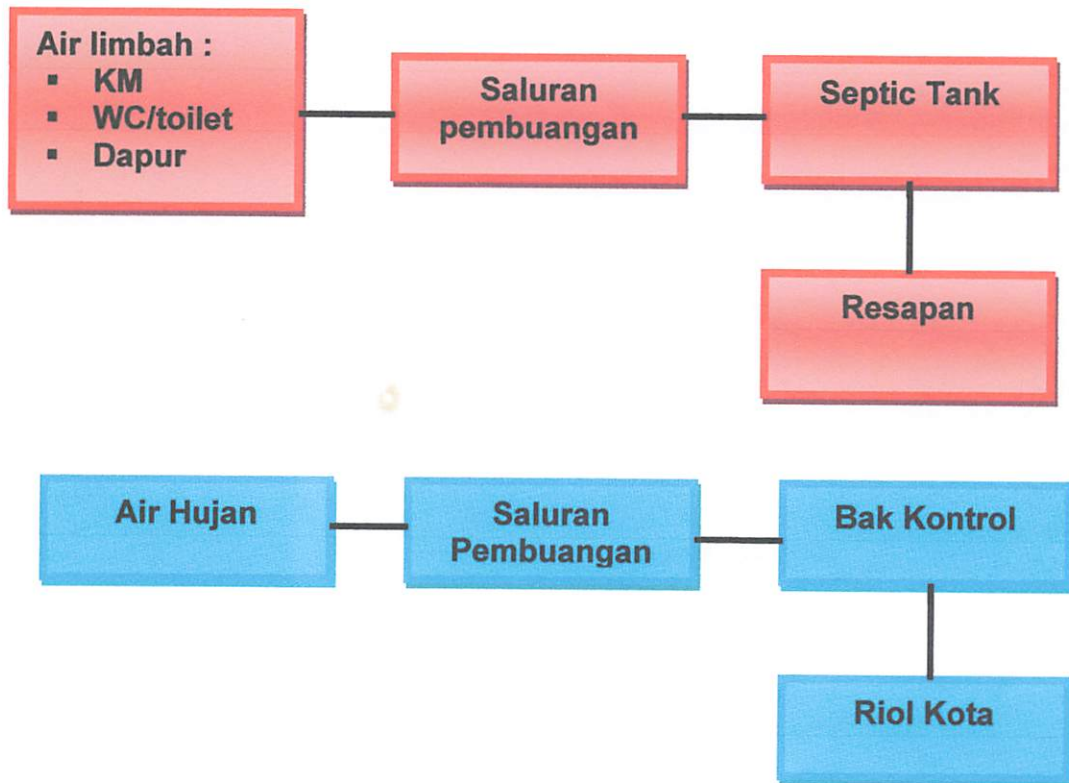 Air limbah :
▪ KM
▪ WC/toilet
▪ Dapur
Saluran
pembuangan
Septic Tank
Resapan
Air Hujan
Saluran
Pembuangan
Bak Kontrol
Riol Kota